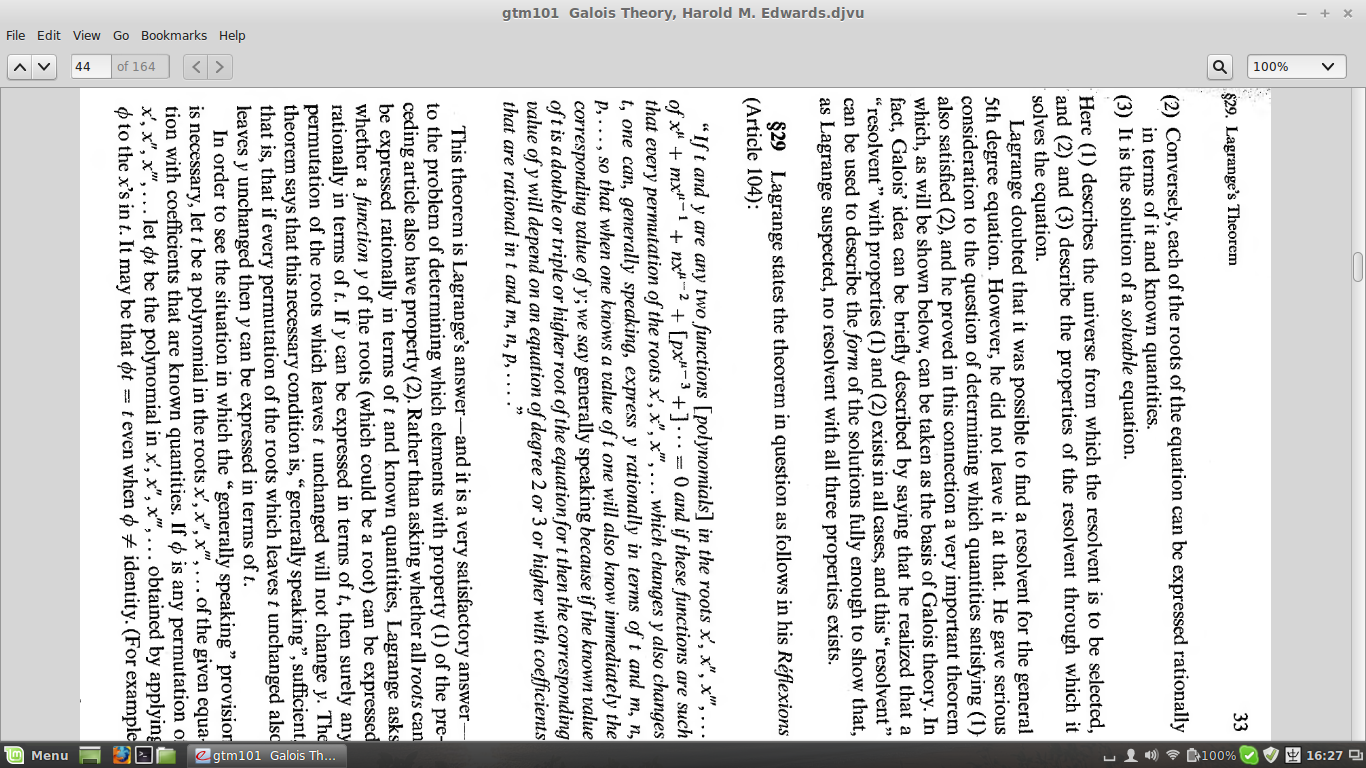 gtm101 Galois Theory, Harold M. Edwards.djvu
File Edit View Go Bookmarks Help
44 of 164
100%
§29. Lagrange's Theorem 33
(2) Conversely, each of the roots of the equation can be expressed rationally
in terms of it and known quantities.
(3) It is the solution of a solvable equation.
Here (1) describes the universe from which the resolvent is to be selected,
and (2) and (3) describe the properties of the resolvent through which it
solves the equation.
Lagrange doubted that it was possible to find a resolvent for the general
5th degree equation. However, he did not leave it at that. He gave serious
consideration to the question of determining which quantities satisfying (1)
also satisfied (2), and he proved in this connection a very important theorem
which, as will be shown below, can be taken as the basis of Galois theory. In
fact, Galois' idea can be briefly described by saying that he realized that a
"resolvent" with properties (1) and (2) exists in all cases, and this "resolvent"
can be used to describe the form of the solutions fully enough to show that,
as Lagrange suspected, no resolvent with all three properties exists.
§29 Lagrange states the theorem in question as follows in his Réflexions
(Article 104):
"If t and y are any two functions [polynomials] in the roots x′, x″, x‴, ...
of x^μ + mx^{μ−1} + nx^{μ−2} + [px^{μ−3} +] ... = 0 and if these functions are such
that every permutation of the roots x′, x″, x‴, ... which changes y also changes
t, one can, generally speaking, express y rationally in terms of t and m, n,
p, ..., so that when one knows a value of t one will also know immediately the
corresponding value of y; we say generally speaking because if the known value
of t is a double or triple or higher root of the equation for t then the corresponding
value of y will depend on an equation of degree 2 or 3 or higher with coefficients
that are rational in t and m, n, p, ...."
This theorem is Lagrange's answer—and it is a very satisfactory answer—
to the problem of determining which elements with property (1) of the pre-
ceding article also have property (2). Rather than asking whether all roots can
be expressed rationally in terms of t and known quantities, Lagrange asks
whether a function y of the roots (which could be a root) can be expressed
rationally in terms of t. If y can be expressed in terms of t, then surely any
permutation of the roots which leaves t unchanged will not change y. The
theorem says that this necessary condition is, "generally speaking", sufficient,
that is, that if every permutation of the roots which leaves t unchanged also
leaves y unchanged then y can be expressed in terms of t.
In order to see the situation in which the "generally speaking" provision
is necessary, let t be a polynomial in the roots x′, x″, x‴, ... of the given equa-
tion with coefficients that are known quantities. If ϕ is any permutation o
x′, x″, x‴, ... let ϕt be the polynomial in x′, x″, x‴, ... obtained by applying
ϕ to the x's in t. It may be that ϕt = t even when ϕ ≠ identity. (For example
Menu gtm101 Galois Th... 100% 16:27